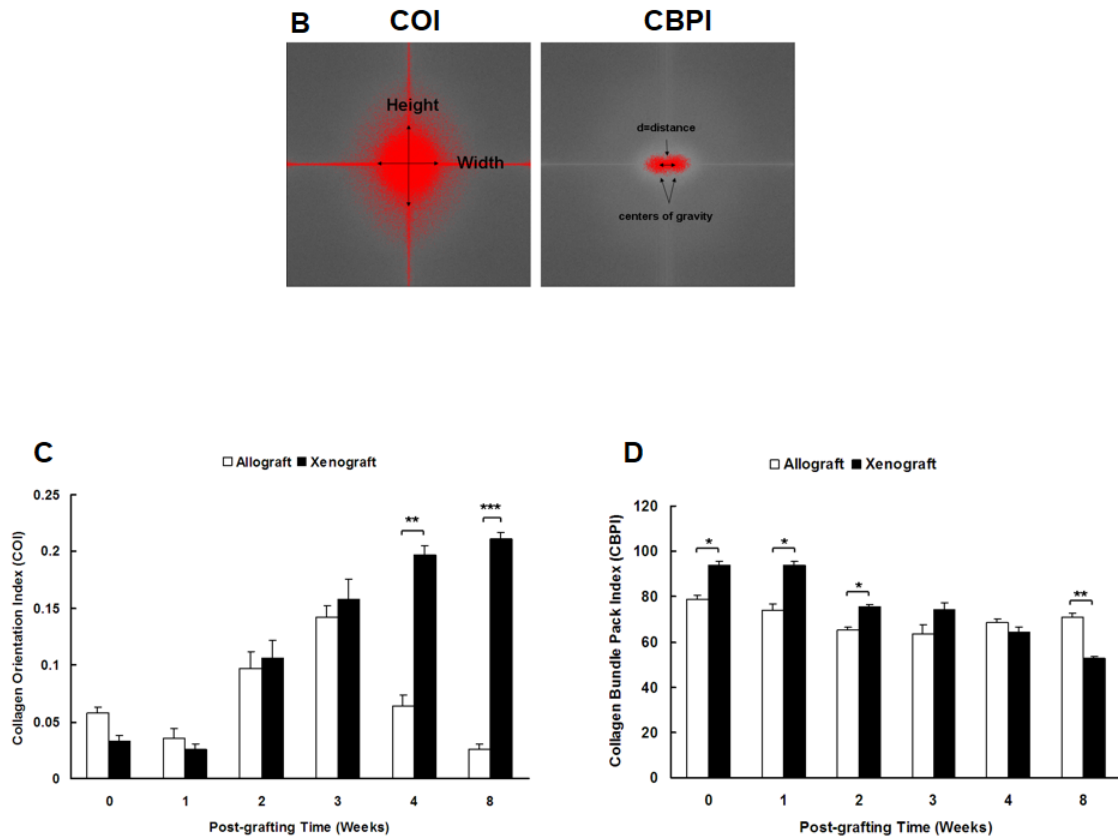 B
COI
CBPI
Height
Width
d=distance
centers of gravity
C
Allograft Xenograft
Collagen Orientation Index (COI)
0.25
0.2
0.15
0.1
0.05
0
**
***
0 1 2 3 4 8
Post-grafting Time (Weeks)
D
Allograft Xenograft
Collagen Bundle Pack Index (CBPI)
120
100
80
60
40
20
0
*
*
*
**
0 1 2 3 4 8
Post-grafting Time (Weeks)